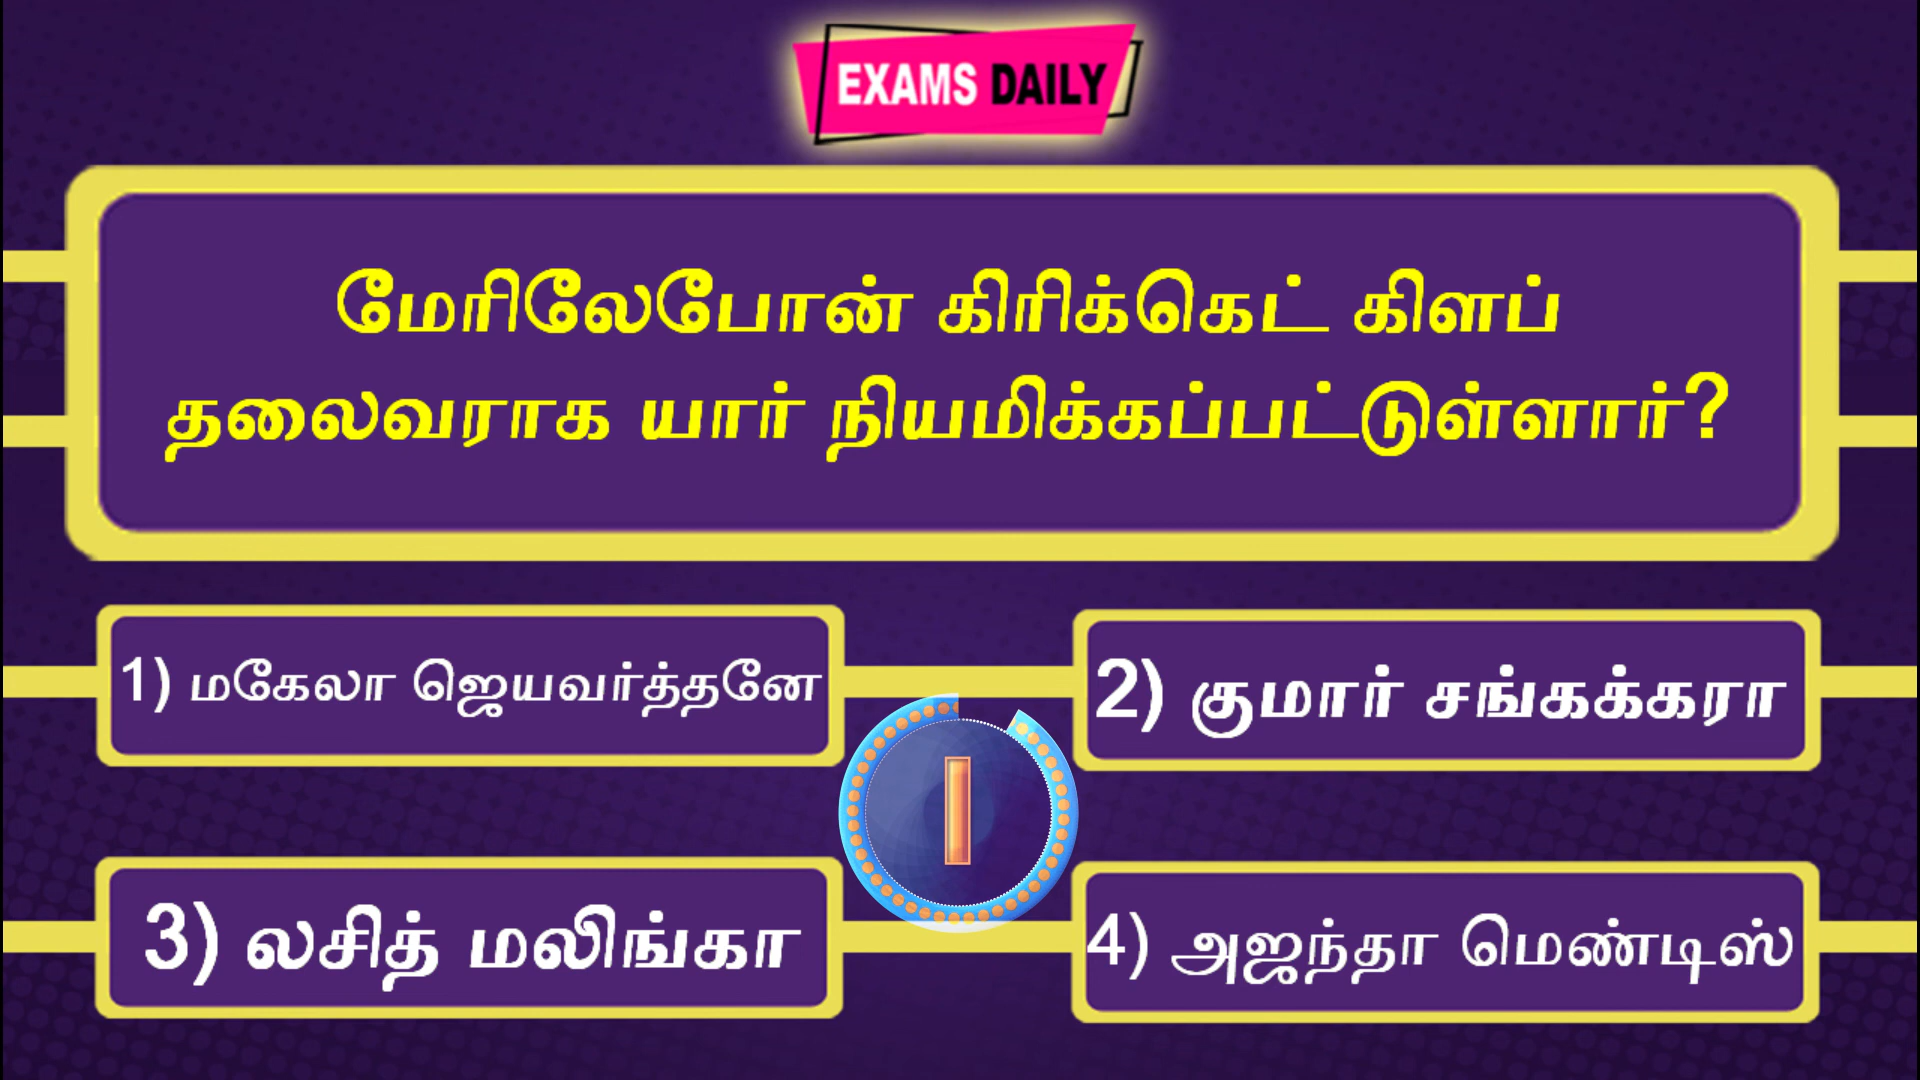 EXAMS DAILY
மேரிலேபோன் கிரிக்கெட் கிளப்
தலைவராக யார் நியமிக்கப்பட்டுள்ளார்?
1) மகேலா ஜெயவர்த்தனே
2) குமார் சங்கக்கரா
1
3) லசித் மலிங்கா
4) அஜந்தா மெண்டிஸ்